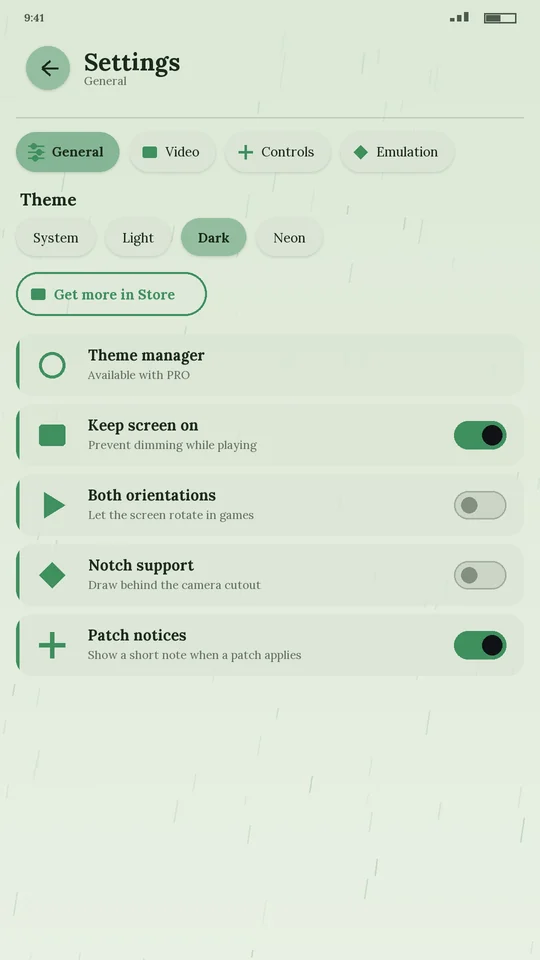 9:41
Settings
General
General
Video
Controls
Emulation
Theme
System
Light
Dark
Neon
Get more in Store
Theme manager
Available with PRO
Keep screen on
Prevent dimming while playing
Both orientations
Let the screen rotate in games
Notch support
Draw behind the camera cutout
Patch notices
Show a short note when a patch applies